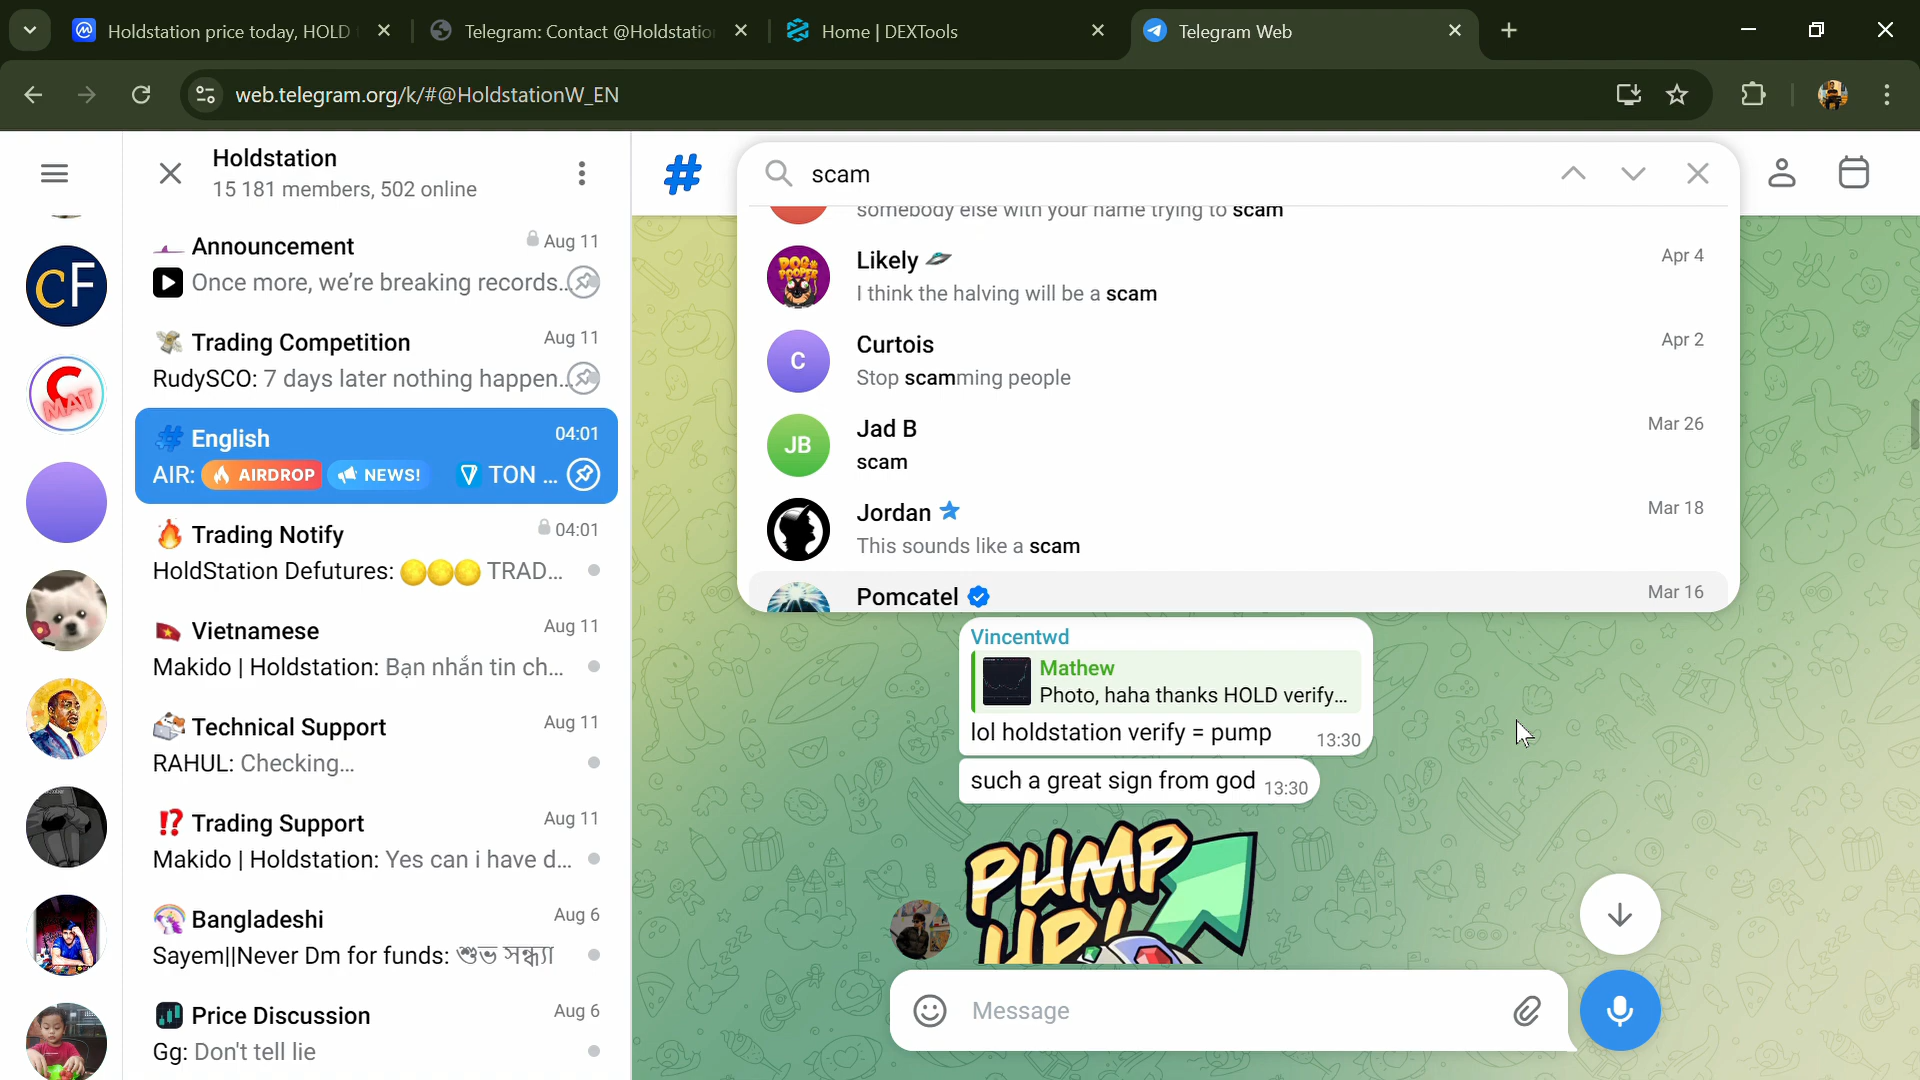 Holdstation price today, HOLD
Telegram: Contact @Holdstatio
Home | DEXTools
Telegram Web
web.telegram.org/k/#@HoldstationW_EN
Holdstation
15 181 members, 502 online
Announcement
Aug 11
Once more, we’re breaking records...
Trading Competition
Aug 11
RudySCO: 7 days later nothing happen...
English
04:01
AIR: AIRDROP NEWS! TON ...
Trading Notify
04:01
HoldStation Defutures: TRAD...
Vietnamese
Aug 11
Makido | Holdstation: Bạn nhắn tin ch...
Technical Support
Aug 11
RAHUL: Checking...
Trading Support
Aug 11
Makido | Holdstation: Yes can i have d...
Bangladeshi
Aug 6
Sayem||Never Dm for funds: শুভ সন্ধ্যা
Price Discussion
Aug 6
Gg: Don't tell lie
CF
C
MAT
scam
somebody else with your name trying to scam
Likely
Apr 4
I think the halving will be a scam
C
Curtois
Apr 2
Stop scamming people
JB
Jad B
Mar 26
scam
Jordan
Mar 18
This sounds like a scam
Pomcatel
Mar 16
Vincentwd
Mathew
Photo, haha thanks HOLD verify...
lol holdstation verify = pump
13:30
such a great sign from god
13:30
PUMP
UP!
Message